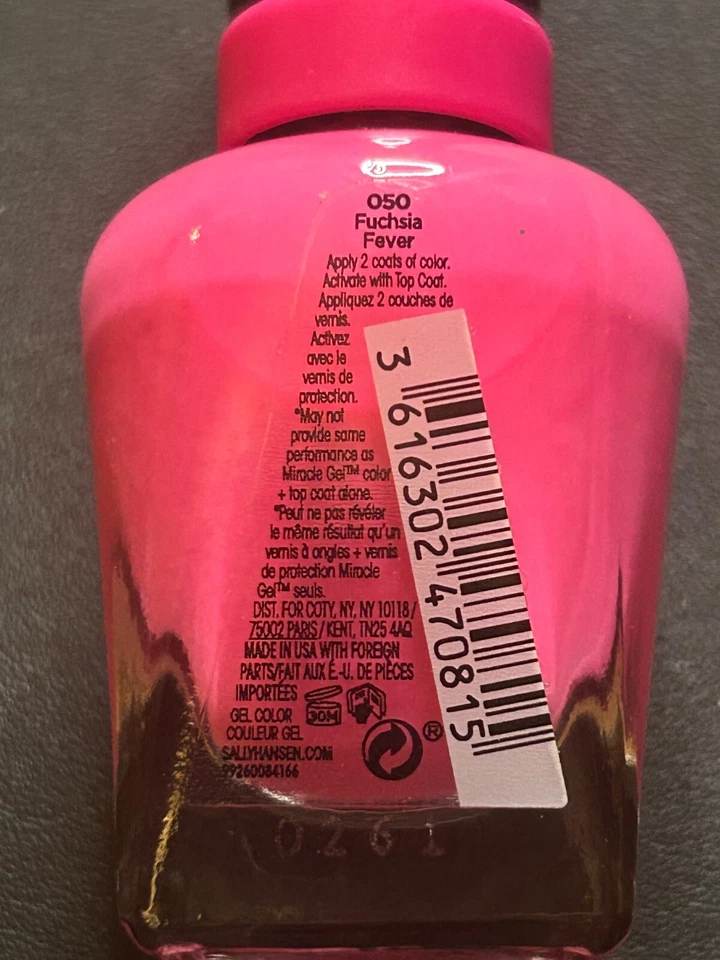 050
Fuchsia
Fever
Apply 2 coats of color.
Activate with Top Coat.
Appliquez 2 couches de
vernis.
Activez
avec le
vernis de
protection.
*May not
provide same
performance as
Miracle Gel™ color
+ top coat alone.
*Peut ne pas révéler
le même résultat qu'un
vernis à ongles + vernis
de protection Miracle
Gel™ seuls.
DIST. FOR COTY, NY, NY 10118 /
75002 PARIS / KENT, TN25 4AQ
MADE IN USA WITH FOREIGN
PARTS/FAIT AUX É.-U. DE PIÈCES
IMPORTÉES
30M
GEL COLOR
COULEUR GEL
®
SALLYHANSEN.COM
99260084166
3 616302 470815
0261